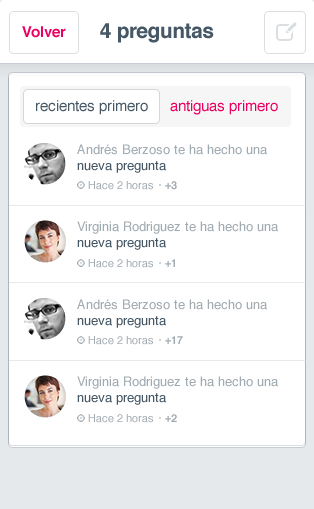 Volver
4 preguntas
recientes primero
antiguas primero
Andrés Berzoso te ha hecho una
nueva pregunta
Hace 2 horas · +3
Virginia Rodriguez te ha hecho una
nueva pregunta
Hace 2 horas · +1
Andrés Berzoso te ha hecho una
nueva pregunta
Hace 2 horas · +17
Virginia Rodriguez te ha hecho una
nueva pregunta
Hace 2 horas · +2